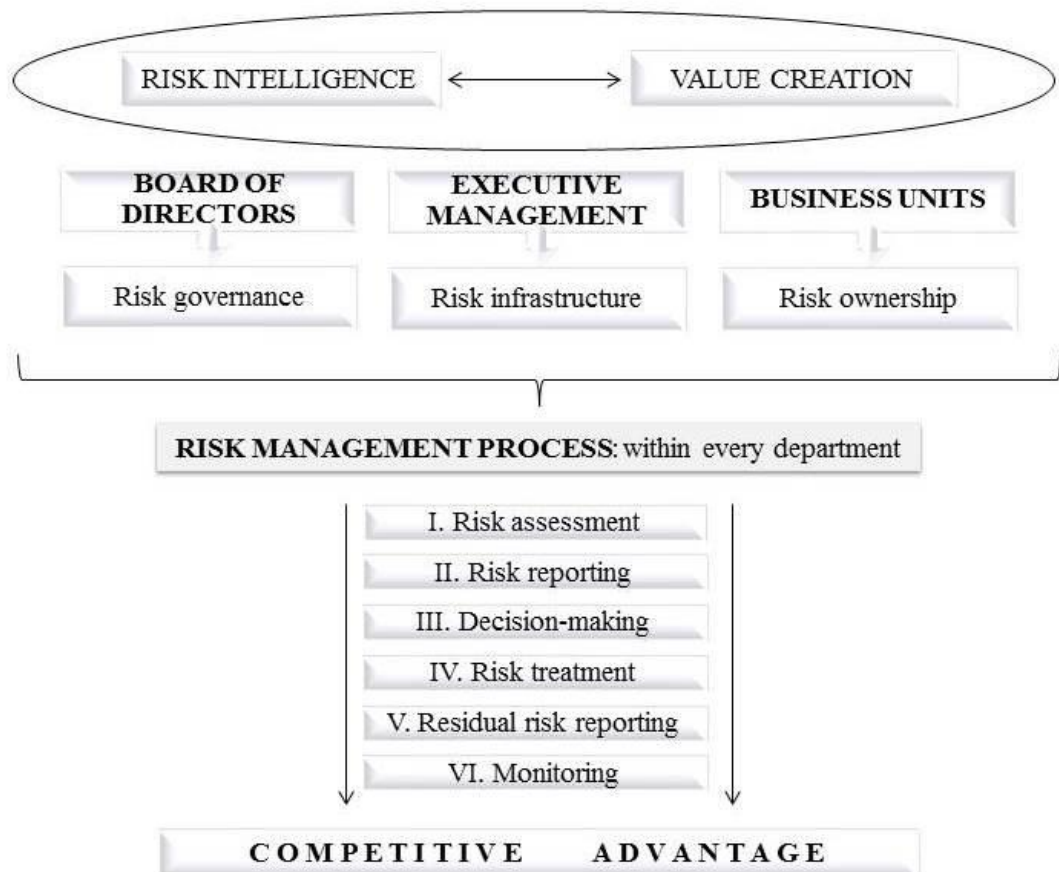 RISK INTELLIGENCE
VALUE CREATION
BOARD OF
DIRECTORS
EXECUTIVE
MANAGEMENT
BUSINESS UNITS
Risk governance
Risk infrastructure
Risk ownership
RISK MANAGEMENT PROCESS: within every department
I. Risk assessment
II. Risk reporting
III. Decision-making
IV. Risk treatment
V. Residual risk reporting
VI. Monitoring
COMPETITIVE ADVANTAGE